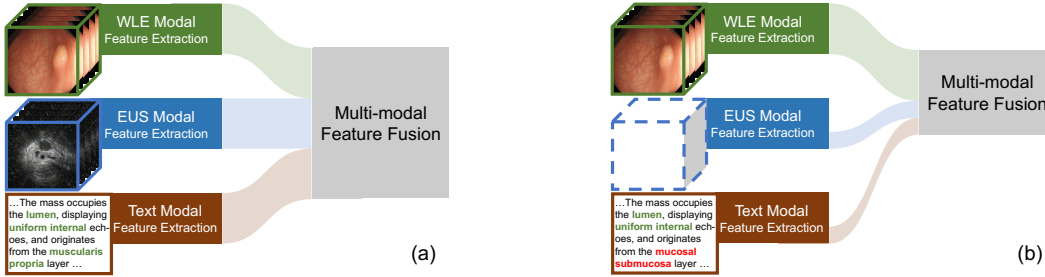 WLE Modal
Feature Extraction
EUS Modal
Feature Extraction
Multi-modal
Feature Fusion
Text Modal
Feature Extraction
...The mass occupies
the lumen, displaying
uniform internal ech-
oes, and originates
from the muscularis
propria layer ...
(a)
WLE Modal
Feature Extraction
EUS Modal
Feature Extraction
Multi-modal
Feature Fusion
Text Modal
Feature Extraction
...The mass occupies
the lumen, displaying
uniform internal ech-
oes, and originates
from the mucosal
submucosa layer ...
(b)